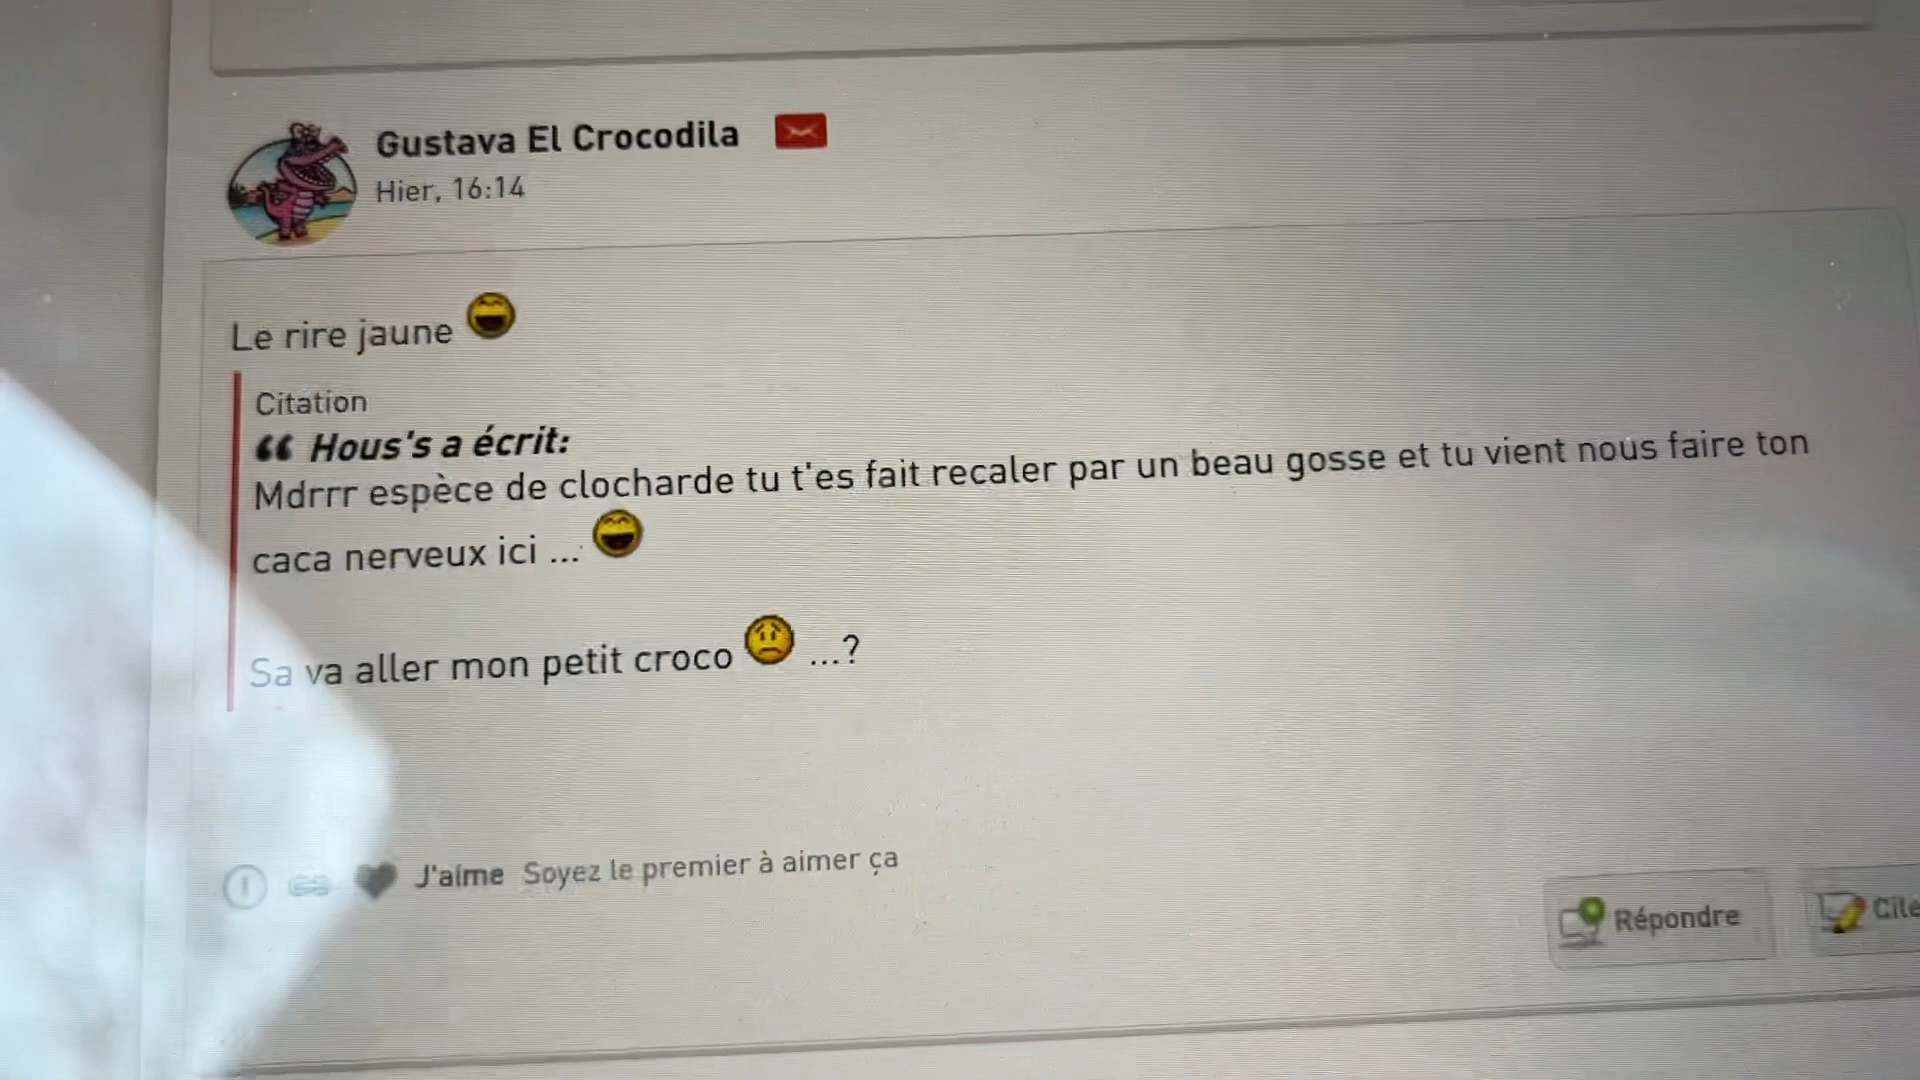 Gustava El Crocodila
Hier, 16:14
Le rire jaune
Citation
“ Hous's a écrit:
Mdrrr espèce de clocharde tu t'es fait recaler par un beau gosse et tu vient nous faire ton
caca nerveux ici ...
Sa va aller mon petit croco ...?
J'aime Soyez le premier à aimer ça
Répondre